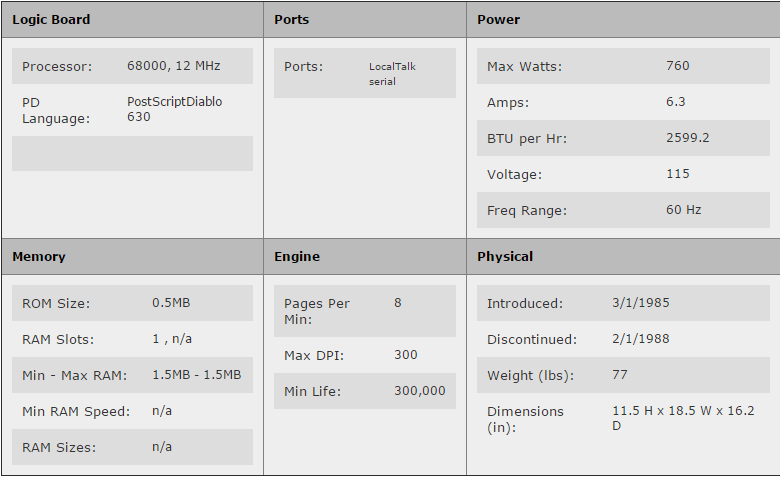 Logic Board
Processor: 68000, 12 MHz
PD PostScriptDiablo
Language: 630
Ports
Ports: LocalTalk
serial
Power
Max Watts: 760
Amps: 6.3
BTU per Hr: 2599.2
Voltage: 115
Freq Range: 60 Hz
Memory
ROM Size: 0.5MB
RAM Slots: 1 , n/a
Min - Max RAM: 1.5MB - 1.5MB
Min RAM Speed: n/a
RAM Sizes: n/a
Engine
Pages Per 8
Min:
Max DPI: 300
Min Life: 300,000
Physical
Introduced: 3/1/1985
Discontinued: 2/1/1988
Weight (lbs): 77
Dimensions 11.5 H x 18.5 W x 16.2
(in): D